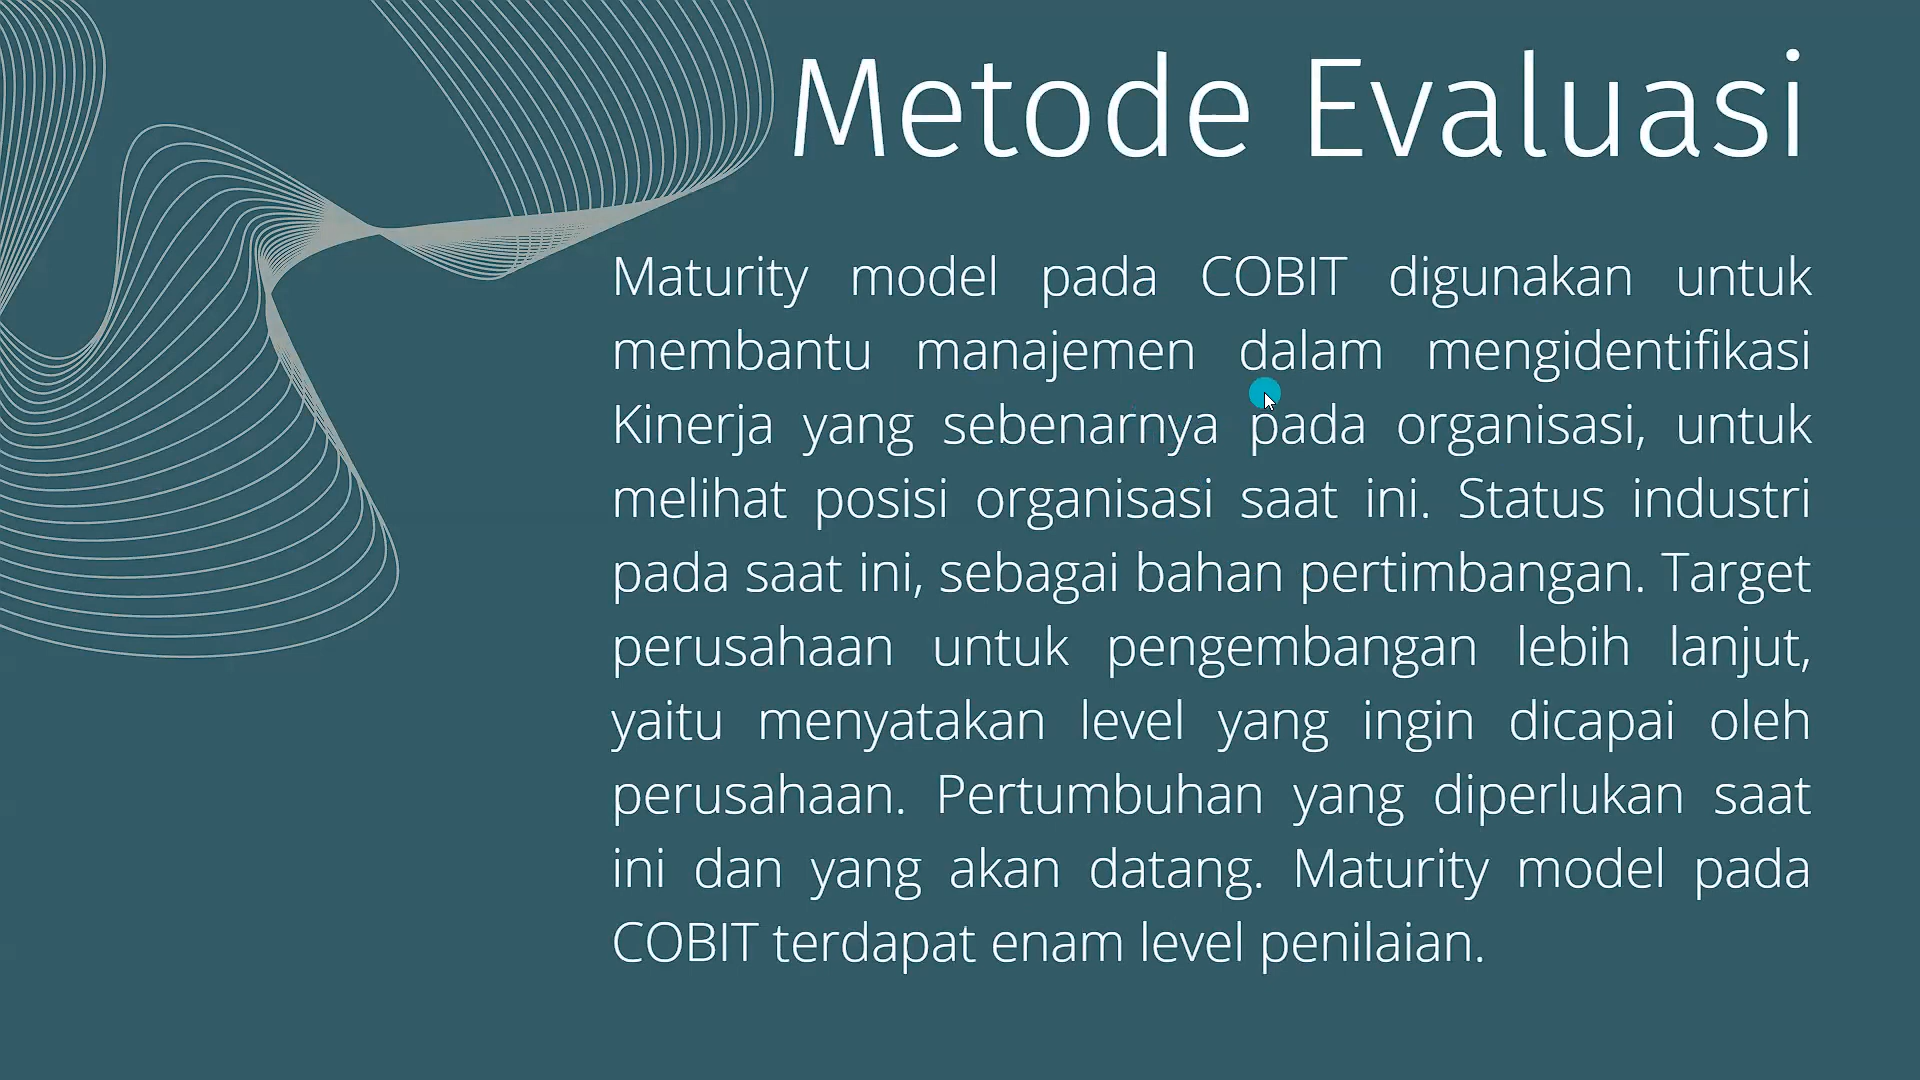 Metode Evaluasi
Maturity model pada COBIT digunakan untuk
membantu manajemen dalam mengidentifikasi
Kinerja yang sebenarnya pada organisasi, untuk
melihat posisi organisasi saat ini. Status industri
pada saat ini, sebagai bahan pertimbangan. Target
perusahaan untuk pengembangan lebih lanjut,
yaitu menyatakan level yang ingin dicapai oleh
perusahaan. Pertumbuhan yang diperlukan saat
ini dan yang akan datang. Maturity model pada
COBIT terdapat enam level penilaian.